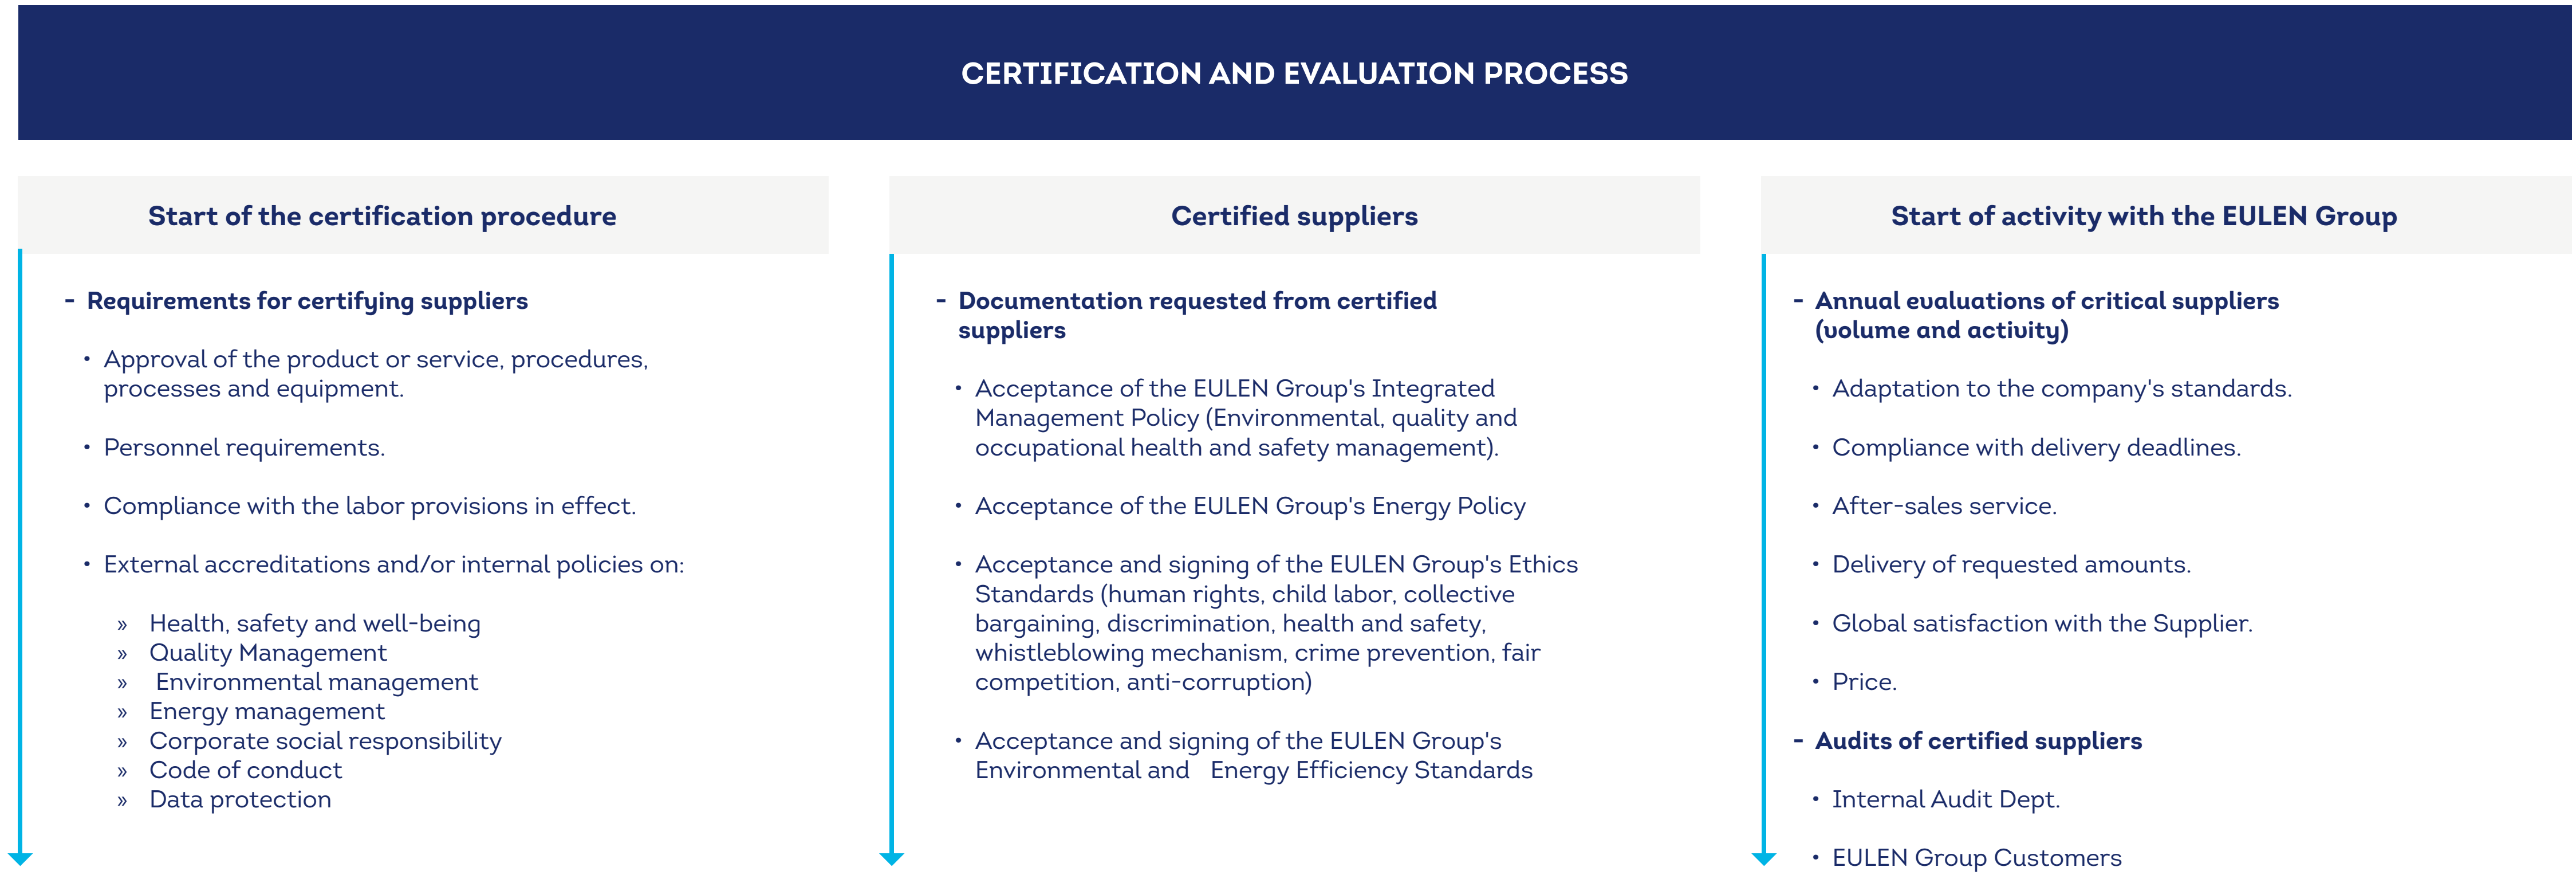 CERTIFICATION AND EVALUATION PROCESS
Start of the certification procedure
- Requirements for certifying suppliers
• Approval of the product or service, procedures,
processes and equipment.
• Personnel requirements.
• Compliance with the labor provisions in effect.
• External accreditations and/or internal policies on:
» Health, safety and well-being
» Quality Management
» Environmental management
» Energy management
» Corporate social responsibility
» Code of conduct
» Data protection
Certified suppliers
- Documentation requested from certified
suppliers
• Acceptance of the EULEN Group's Integrated
Management Policy (Environmental, quality and
occupational health and safety management).
• Acceptance of the EULEN Group's Energy Policy
• Acceptance and signing of the EULEN Group's Ethics
Standards (human rights, child labor, collective
bargaining, discrimination, health and safety,
whistleblowing mechanism, crime prevention, fair
competition, anti-corruption)
• Acceptance and signing of the EULEN Group's
Environmental and Energy Efficiency Standards
Start of activity with the EULEN Group
- Annual evaluations of critical suppliers
(volume and activity)
• Adaptation to the company's standards.
• Compliance with delivery deadlines.
• After-sales service.
• Delivery of requested amounts.
• Global satisfaction with the Supplier.
• Price.
- Audits of certified suppliers
• Internal Audit Dept.
• EULEN Group Customers